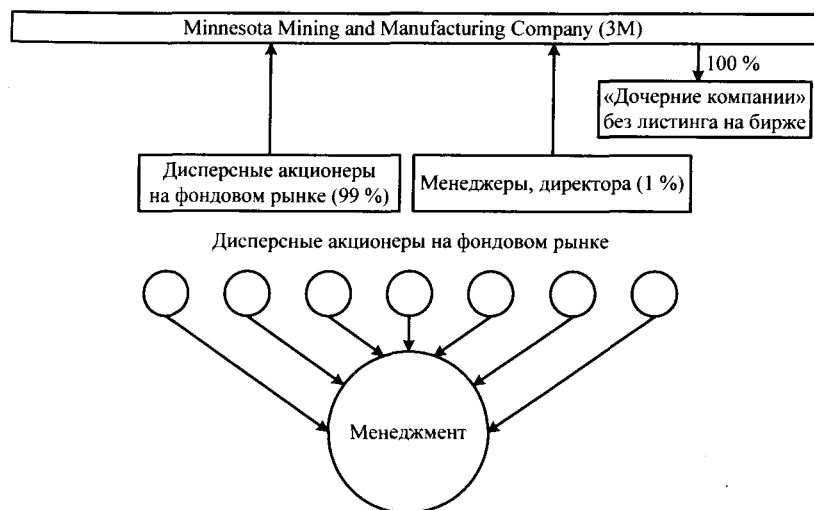 Minnesota Mining and Manufacturing Company (3M)
100 %
«Дочерние компании»
без листинга на бирже
Дисперсные акционеры
на фондовом рынке (99 %)
Менеджеры, директора (1 %)
Дисперсные акционеры на фондовом рынке
Менеджмент